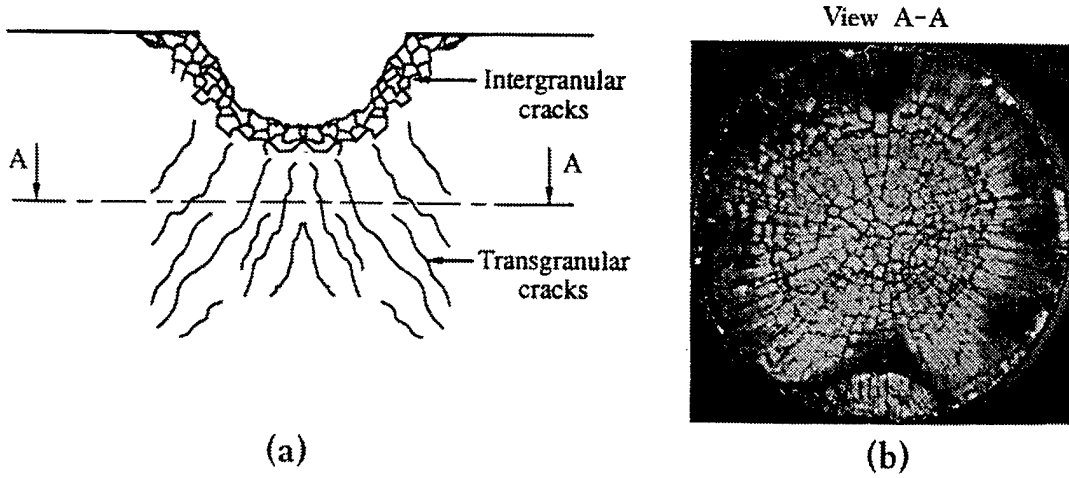 View A-A
Intergranular
cracks
A
A
Transgranular
cracks
(a)
(b)